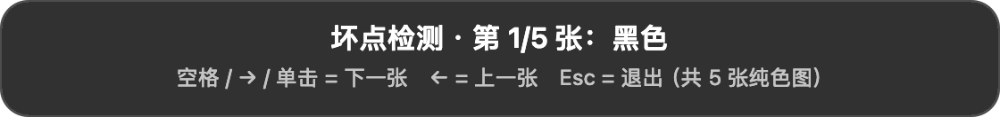 坏点检测 · 第 1/5 张：黑色
空格 / → / 单击 = 下一张　← = 上一张　Esc = 退出（共 5 张纯色图）